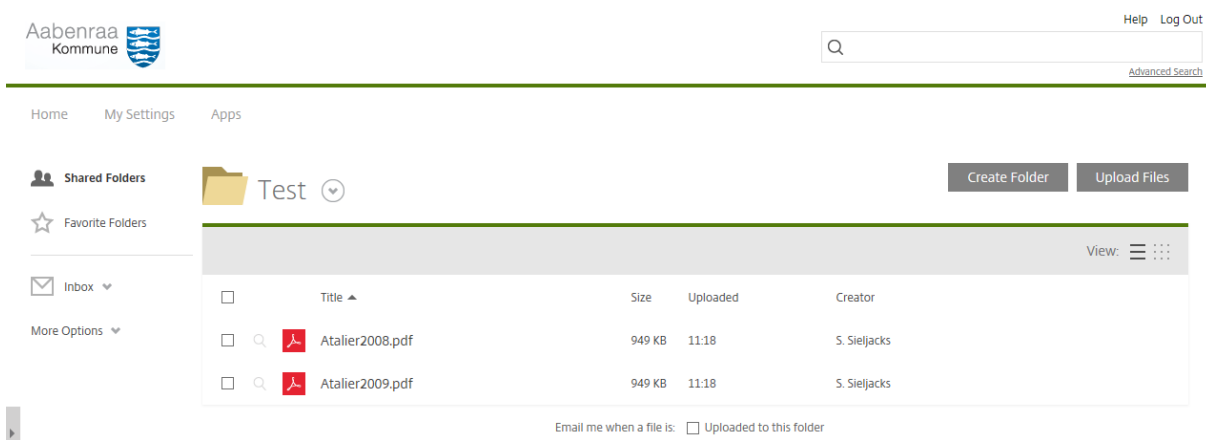 Aabenraa
Kommune
Help Log Out
Advanced Search
Home My Settings Apps
Shared Folders
Favorite Folders
Inbox
More Options
Test
Create Folder Upload Files
View:
Title Size Uploaded Creator
Atalier2008.pdf 949 KB 11:18 S. Sieljacks
Atalier2009.pdf 949 KB 11:18 S. Sieljacks
Email me when a file is: Uploaded to this folder